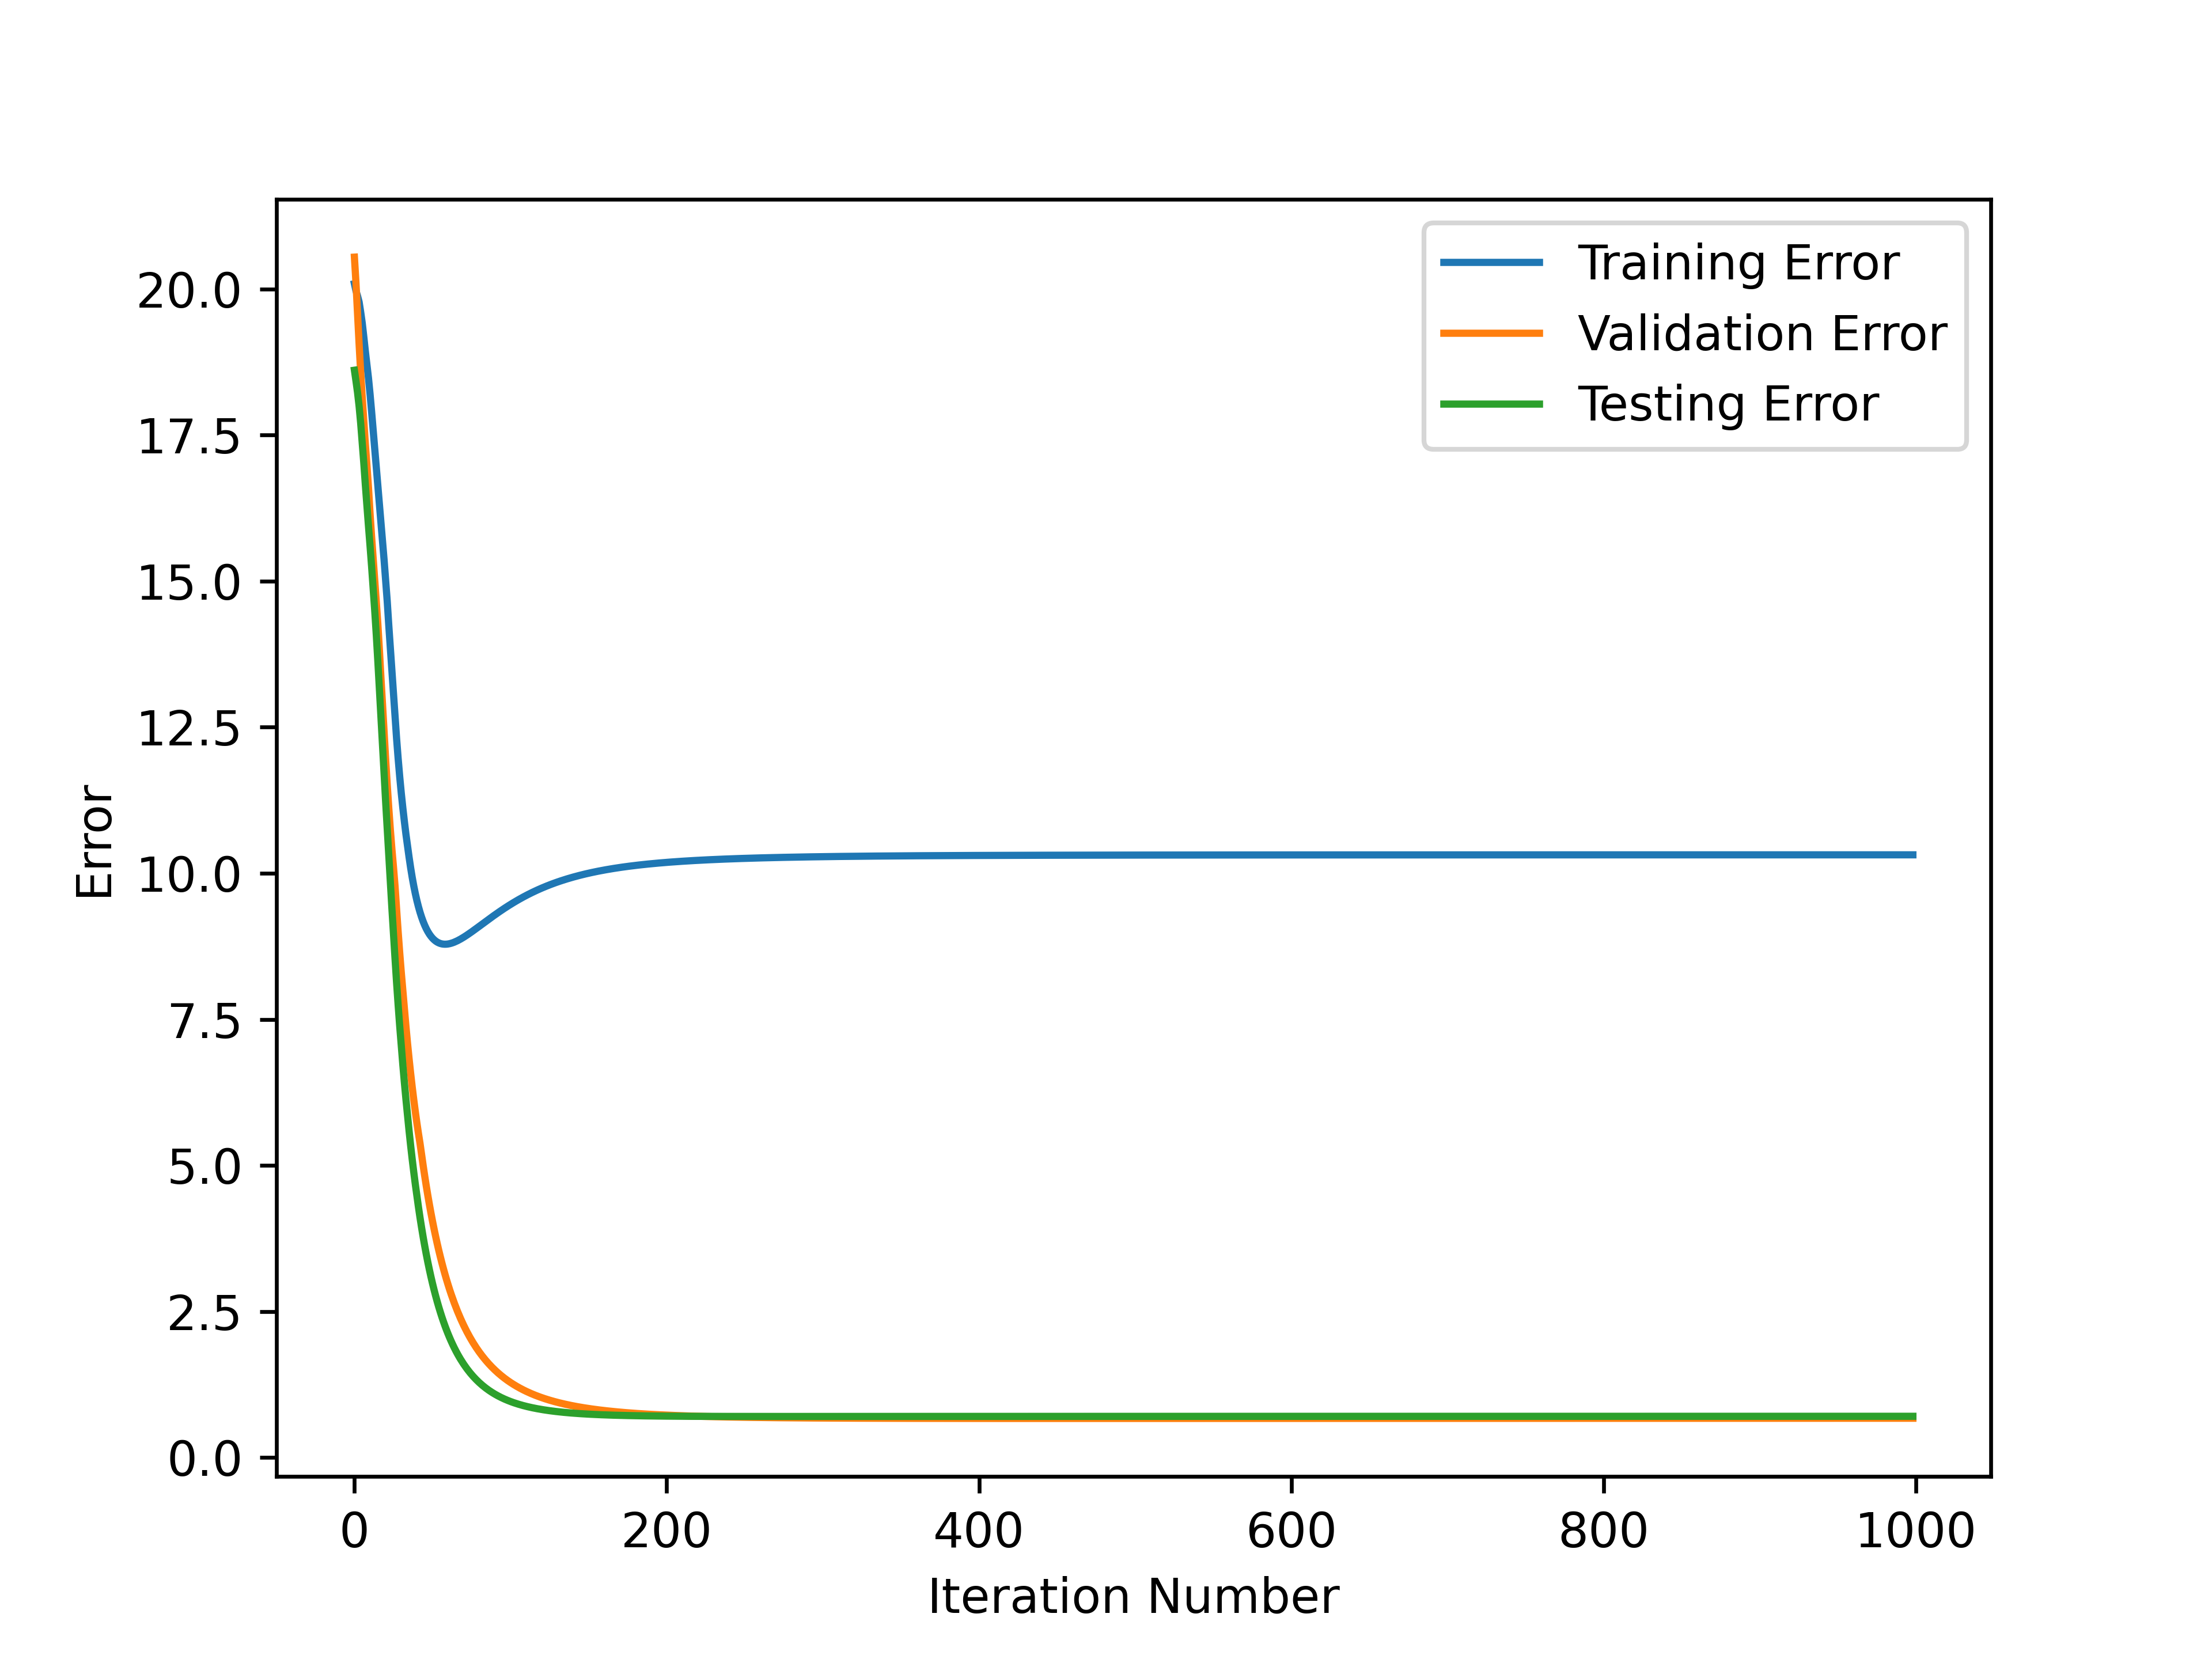 Training Error
Validation Error
Testing Error
20.0
17.5
15.0
12.5
10.0
7.5
5.0
2.5
0.0
Error
0 200 400 600 800 1000
Iteration Number